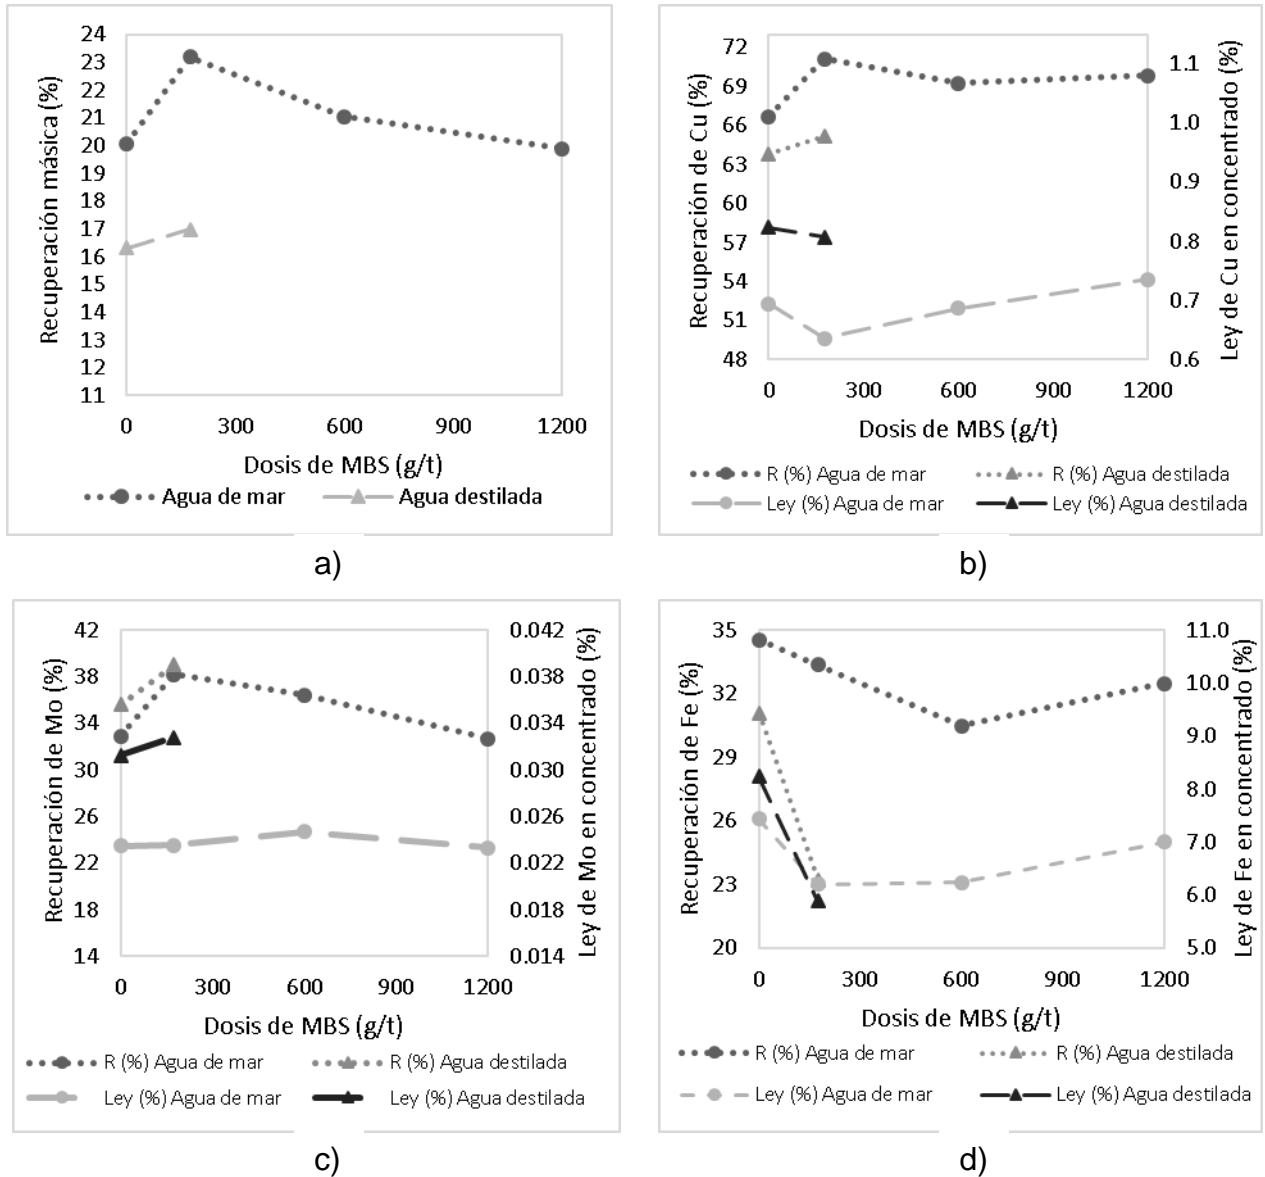 Recuperación másica (%)
24
23
22
21
20
19
18
17
16
15
14
13
12
11
0 300 600 900 1200
Dosis de MBS (g/t)
Agua de mar Agua destilada
a)
Recuperación de Cu (%)
72
69
66
63
60
57
54
51
48
1.1
1.0
0.9
0.8
0.7
0.6
Ley de Cu en concentrado (%)
0 300 600 900 1200
Dosis de MBS (g/t)
R (%) Agua de mar R (%) Agua destilada
Ley (%) Agua de mar Ley (%) Agua destilada
b)
Recuperación de Mo (%)
42
38
34
30
26
22
18
14
0.042
0.038
0.034
0.030
0.026
0.022
0.018
0.014
Ley de Mo en concentrado (%)
0 300 600 900 1200
Dosis de MBS (g/t)
R (%) Agua de mar R (%) Agua destilada
Ley (%) Agua de mar Ley (%) Agua destilada
c)
Recuperación de Fe (%)
35
32
29
26
23
20
11.0
10.0
9.0
8.0
7.0
6.0
5.0
Ley de Fe en concentrado (%)
0 300 600 900 1200
Dosis de MBS (g/t)
R (%) Agua de mar R (%) Agua destilada
Ley (%) Agua de mar Ley (%) Agua destilada
d)